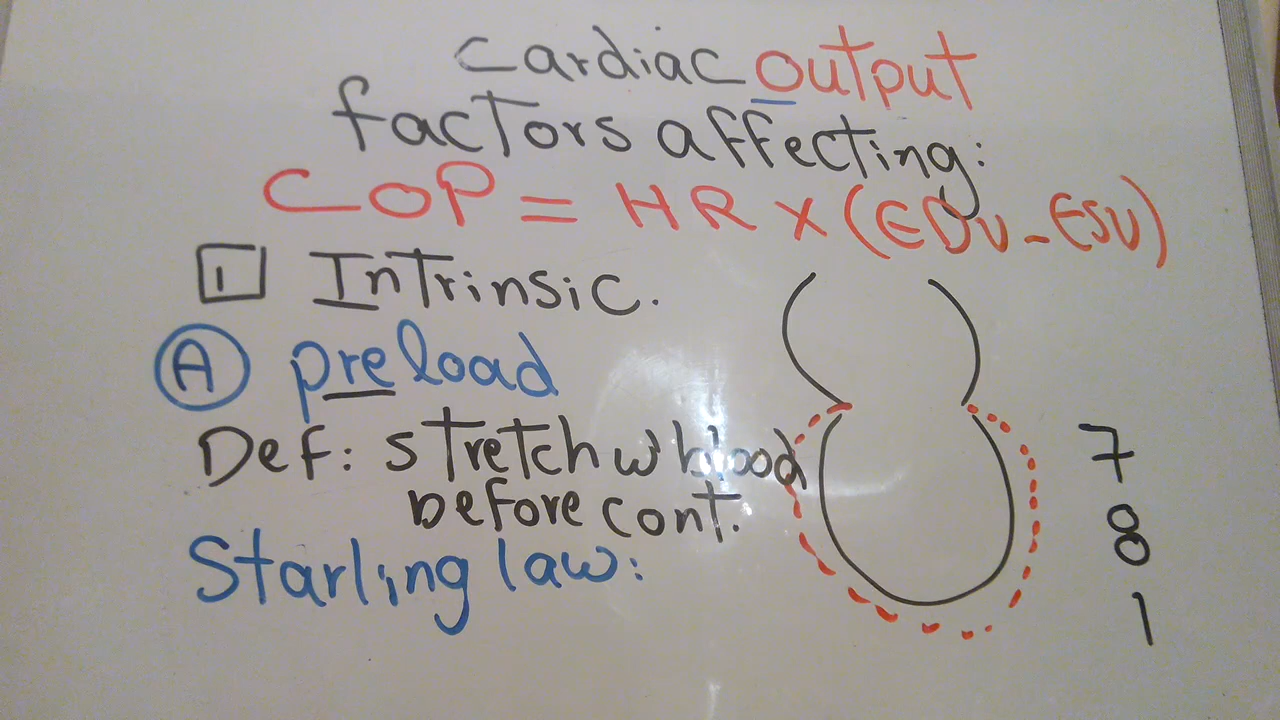 cardiac output
factors affecting:
COP = HR × (EDV - ESV)
1 Intrinsic.
A preload
Def: stretch w blood
before cont.
Starling law:
7
8
1